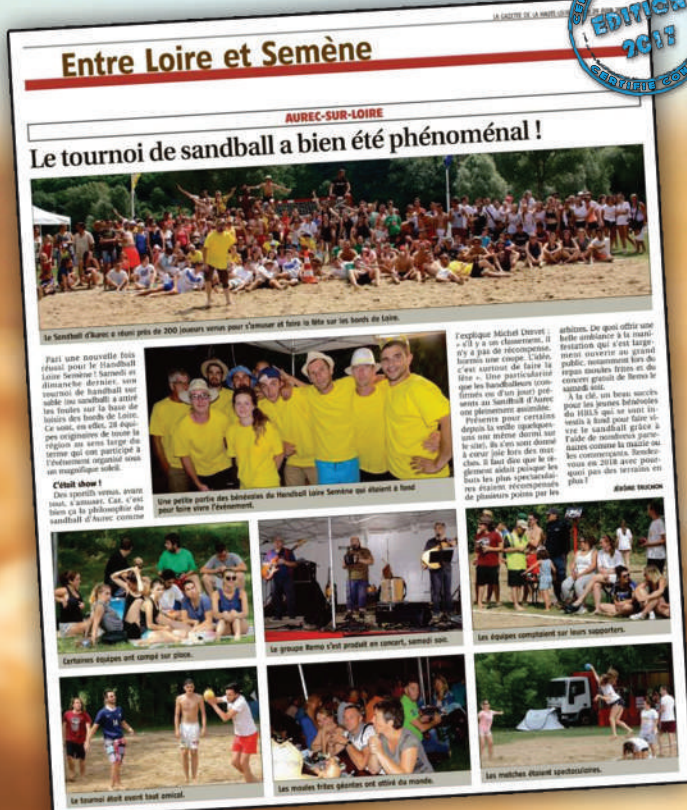 LA GAZETTE DE LA HAUTE-LOIRE
EDITION
2017
CERTIFIÉ
Entre Loire et Semène
AUREC-SUR-LOIRE
Le tournoi de sandball a bien été phénoménal !
Le Sandball d'Aurec a réuni près de 200 joueurs venus pour s'amuser et faire la fête sur les bords de Loire.
Pari une nouvelle fois
réussi pour le Handball
Loire Semène ! Samedi et
dimanche dernier, son
tournoi de handball sur
sable (ou sandball) a attiré
les foules sur la base de
loisirs des bords de Loire.
Ce sont, en effet, 28 équi-
pes originaires de toute la
région au sens large du
terme qui ont participé à
l'événement organisé sous
un magnifique soleil.
C'était show !
Des sportifs venus, avant
tout, s'amuser. Car, c'est
bien ça la philosophie du
sandball d'Aurec comme
Une petite partie des bénévoles du Handball Loire Semène qui étaient à fond
pour faire vivre l'événement.
l'explique Michel Drevet :
« s'il y a un classement, il
n'y a pas de récompense,
hormis une coupe. L'idée,
c'est surtout de faire la
fête ». Une particularité
que les handballeurs (con-
firmés ou d'un jour) pré-
sents au Sandball d'Aurec
ont pleinement assimilée.
Présents pour certains
depuis la veille (quelques-
uns ont même dormi sur
le site), ils s'en sont donné
à cœur joie lors des mat-
ches. Il faut dire que le rè-
glement aidait puisque les
buts les plus spectaculai-
res étaient récompensés
de plusieurs points par les
arbitres. De quoi offrir une
belle ambiance à la mani-
festation qui s'est large-
ment ouverte au grand
public, notamment lors du
repas moules frites et du
concert gratuit de Remo le
samedi soir.
À la clé, un beau succès
pour les jeunes bénévoles
du HBLS qui se sont in-
vestis à fond pour faire vi-
vre le sandball grâce à
l'aide de nombreux parte-
naires comme la mairie ou
les commerçants. Rendez-
vous en 2018 avec pour-
quoi pas des terrains en
plus ?
JÉRÔME TRUCHON
Certaines équipes ont campé sur place.
Le groupe Remo s'est produit en concert, samedi soir.
Les équipes comptaient sur leurs supporters.
Le tournoi était avant tout amical.
Les moules frites géantes ont attiré du monde.
Les matches étaient spectaculaires.